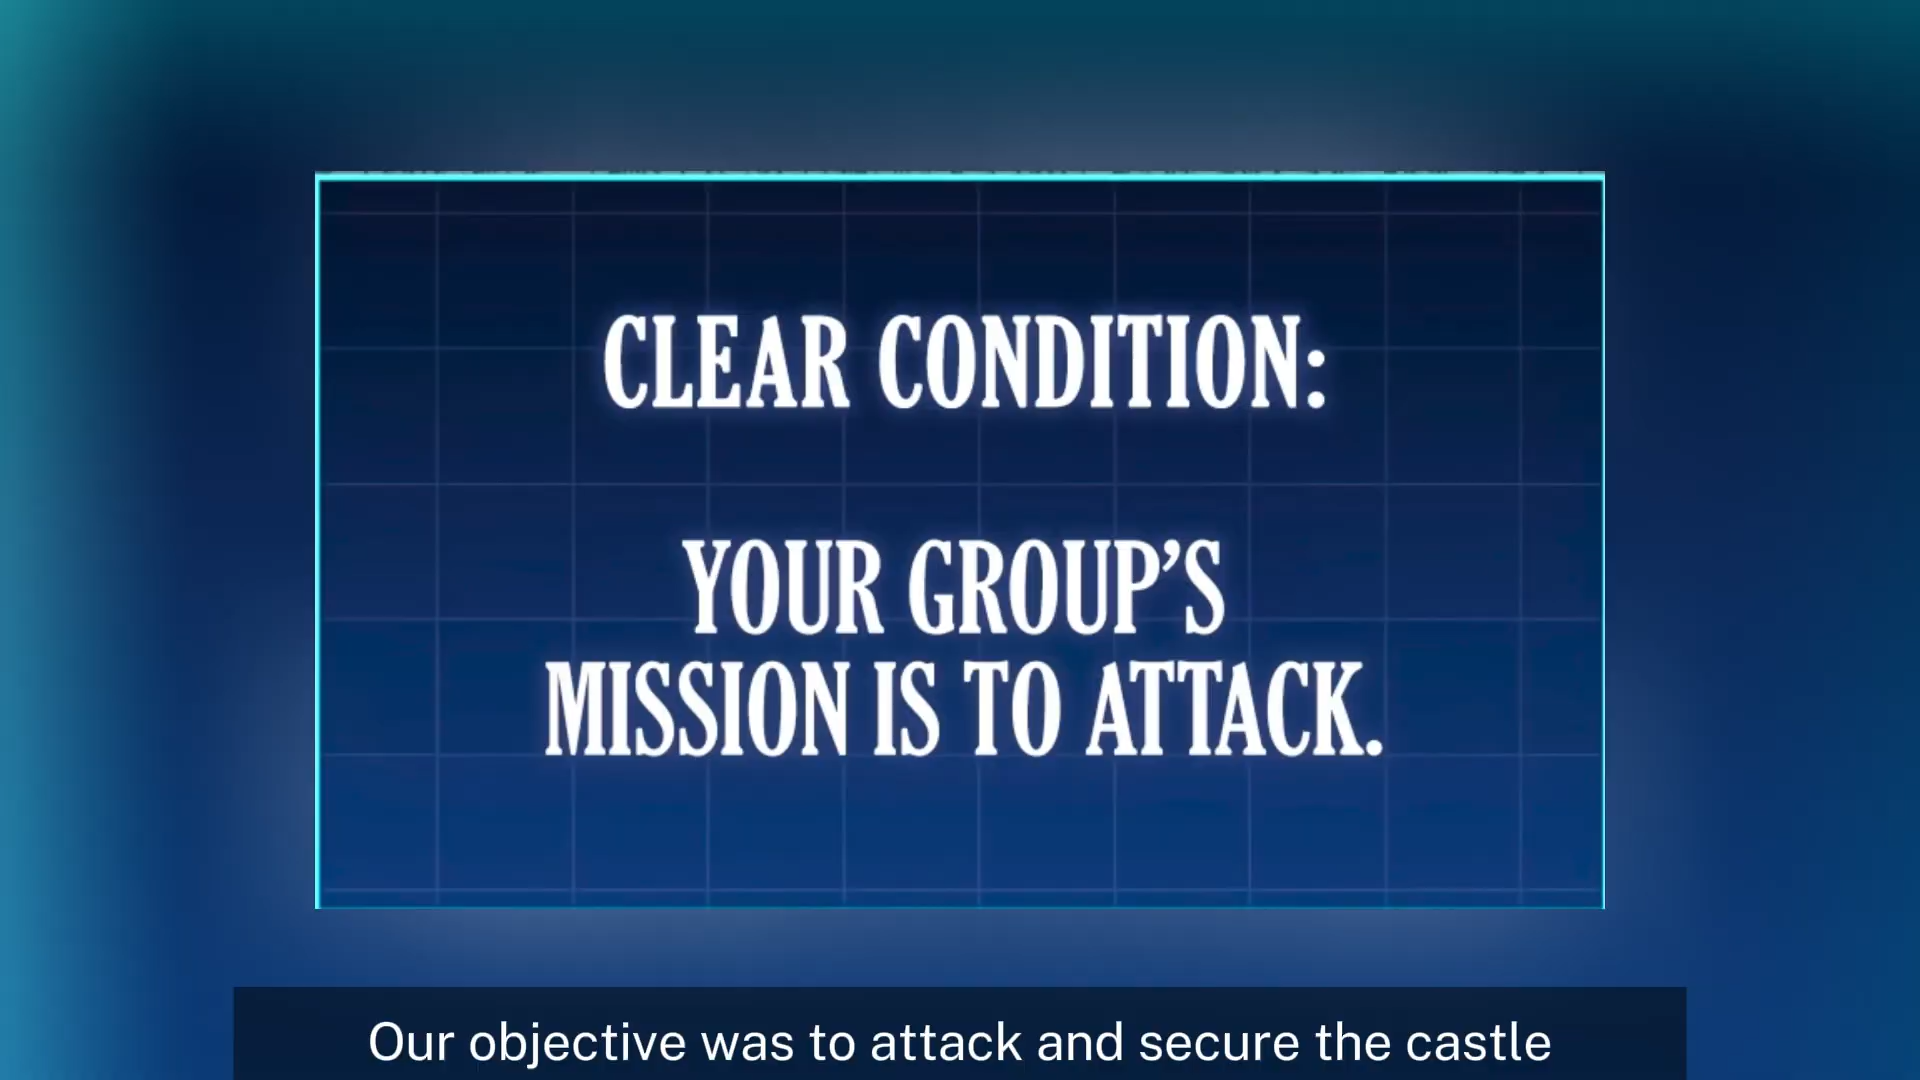 CLEAR CONDITION:
YOUR GROUP’S
MISSION IS TO ATTACK.
Our objective was to attack and secure the castle